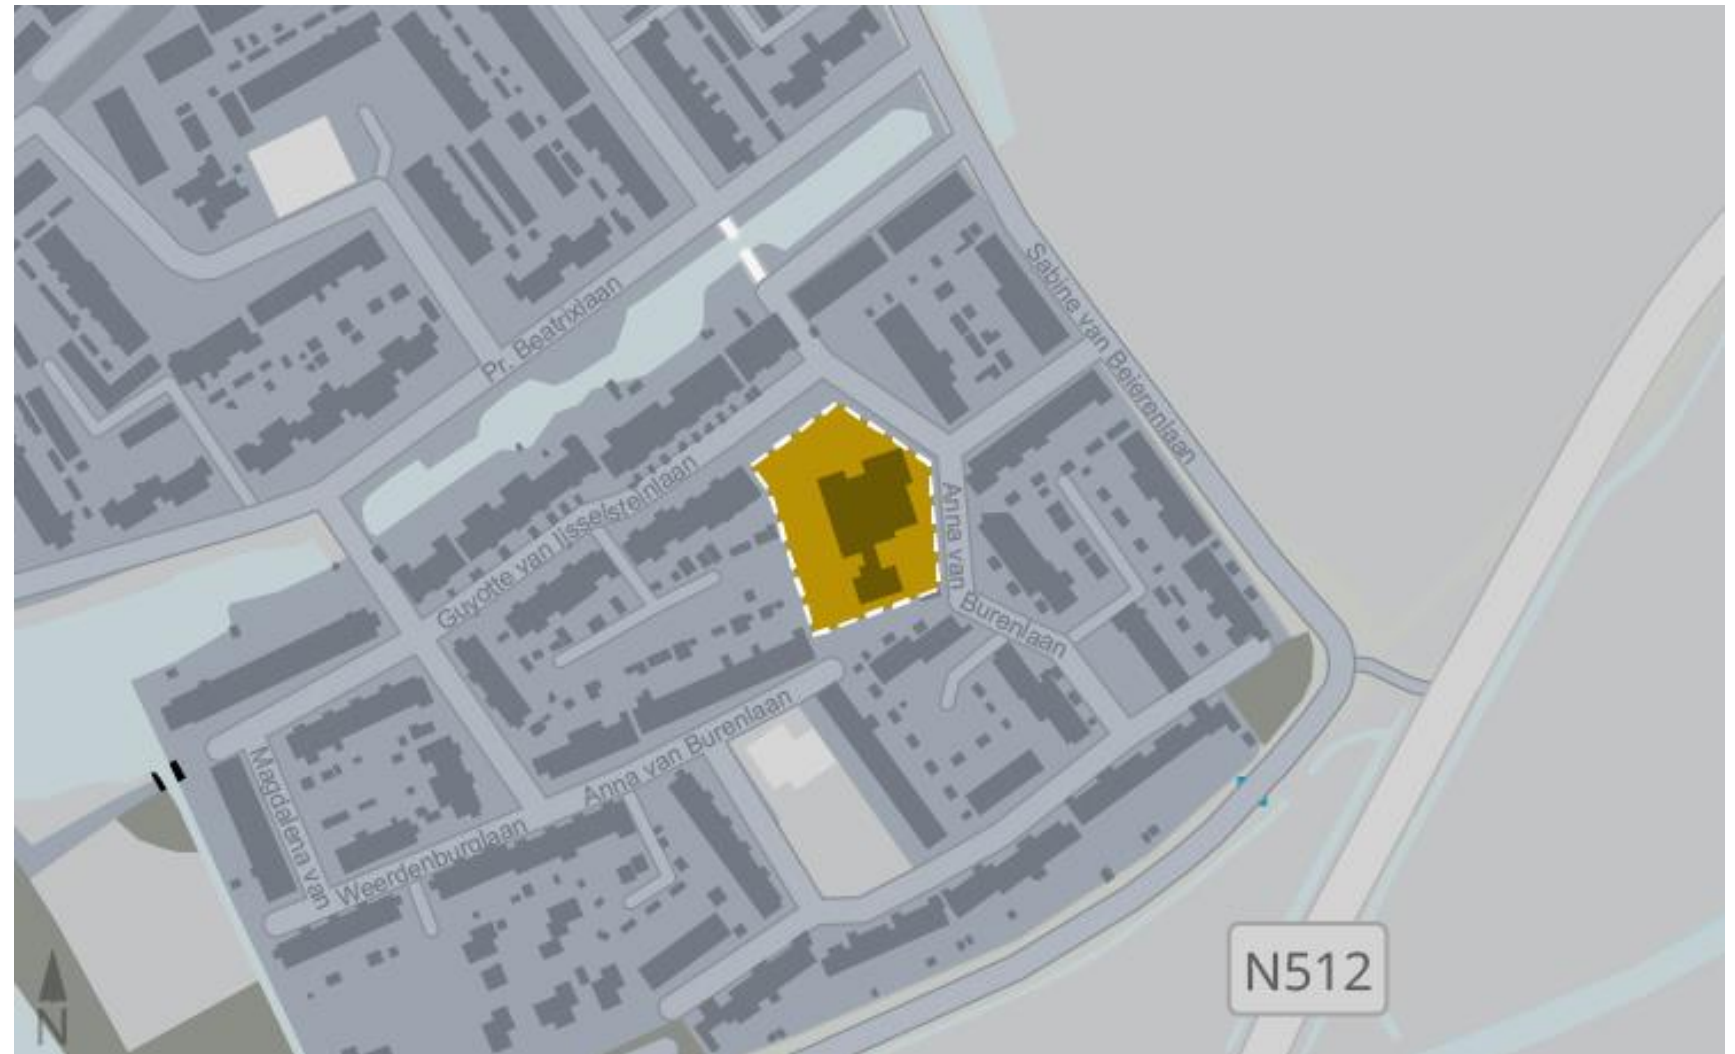 Sabine van Beierenlaan
Pr. Beatrixlaan
Guyotte van IJsselsteinlaan
Anna van
Burenlaan
Anna van Burenlaan
Magdalena van
Weerdenburglaan
N512
N